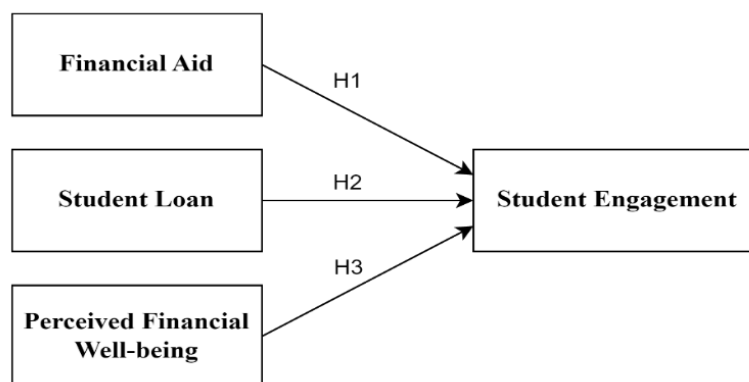 Financial Aid
H1
Student Loan
H2
Student Engagement
H3
Perceived Financial
Well-being